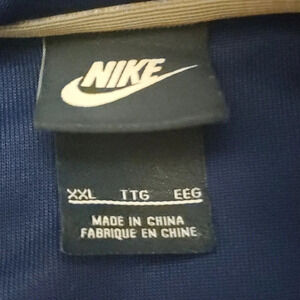 NIKE
XXL TTG EEG
MADE IN CHINA
FABRIQUE EN CHINE